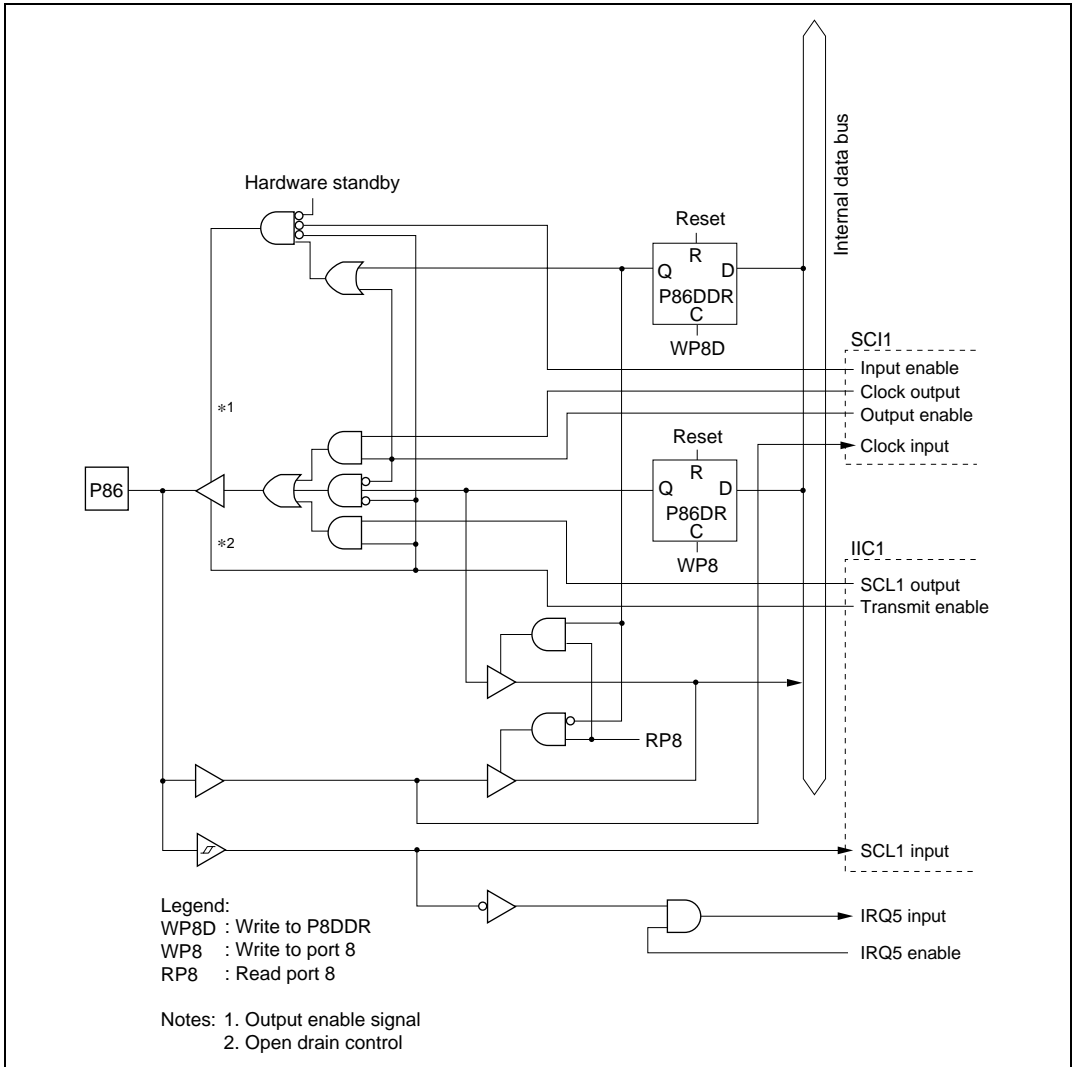 Hardware standby
Reset
R
Q D
P86DDR
C
WP8D
Internal data bus
SCI1
Input enable
Clock output
Output enable
Clock input
*1
Reset
R
Q D
P86DR
C
WP8
P86
*2
IIC1
SCL1 output
Transmit enable
RP8
SCL1 input
IRQ5 input
IRQ5 enable
Legend:
WP8D : Write to P8DDR
WP8 : Write to port 8
RP8 : Read port 8
Notes: 1. Output enable signal
2. Open drain control